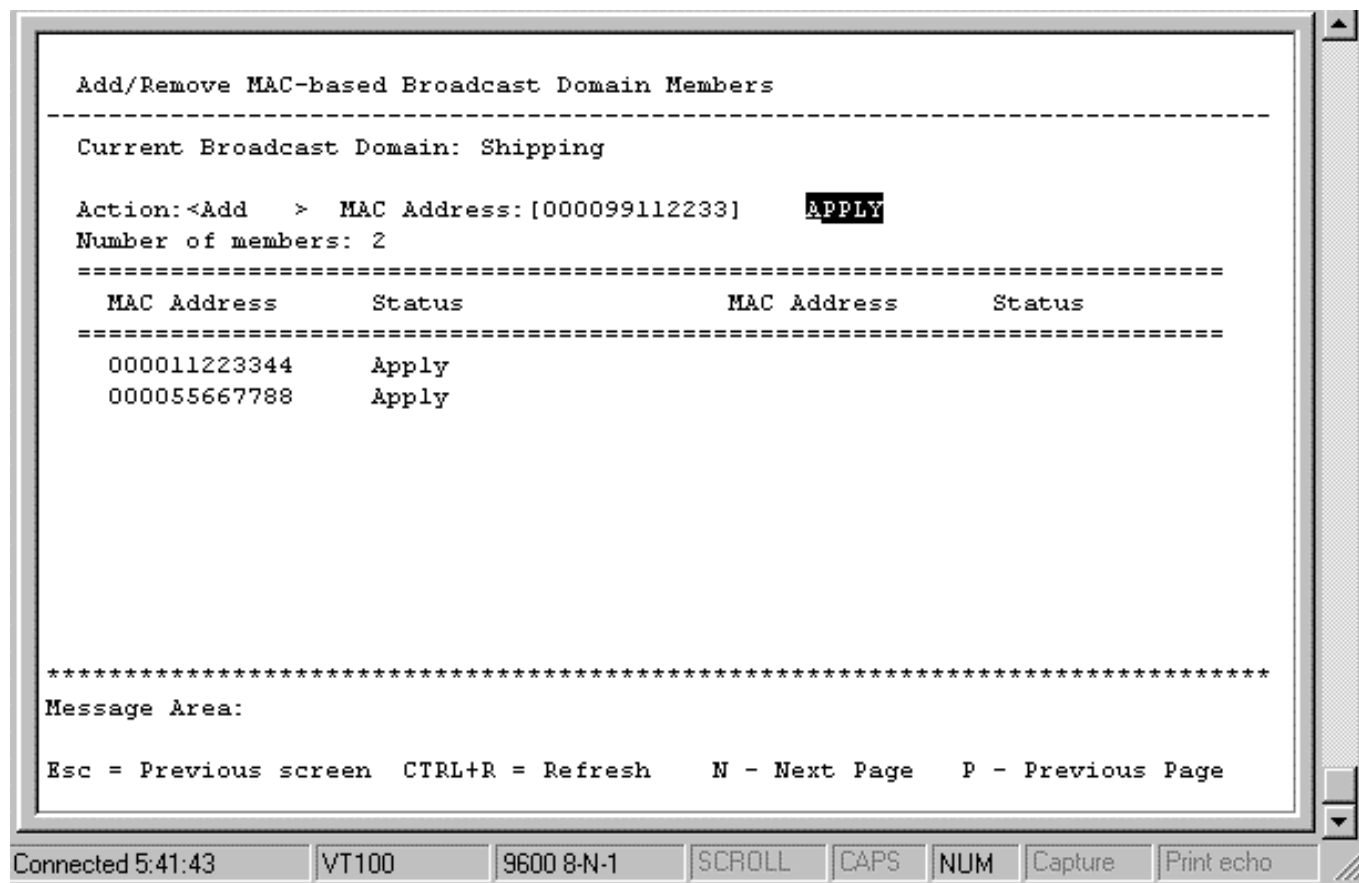 Add/Remove MAC-based Broadcast Domain Members
--------------------------------------------------------------------------------
Current Broadcast Domain: Shipping
Action:<Add   >  MAC Address:[000099112233]    APPLY
Number of members: 2
==========================================================================
MAC Address      Status                 MAC Address      Status
==========================================================================
000011223344     Apply
000055667788     Apply
*******************************************************************************
Message Area:
Esc = Previous screen  CTRL+R = Refresh    N - Next Page   P - Previous Page
Connected 5:41:43 VT100 9600 8-N-1 SCROLL CAPS NUM Capture Print echo